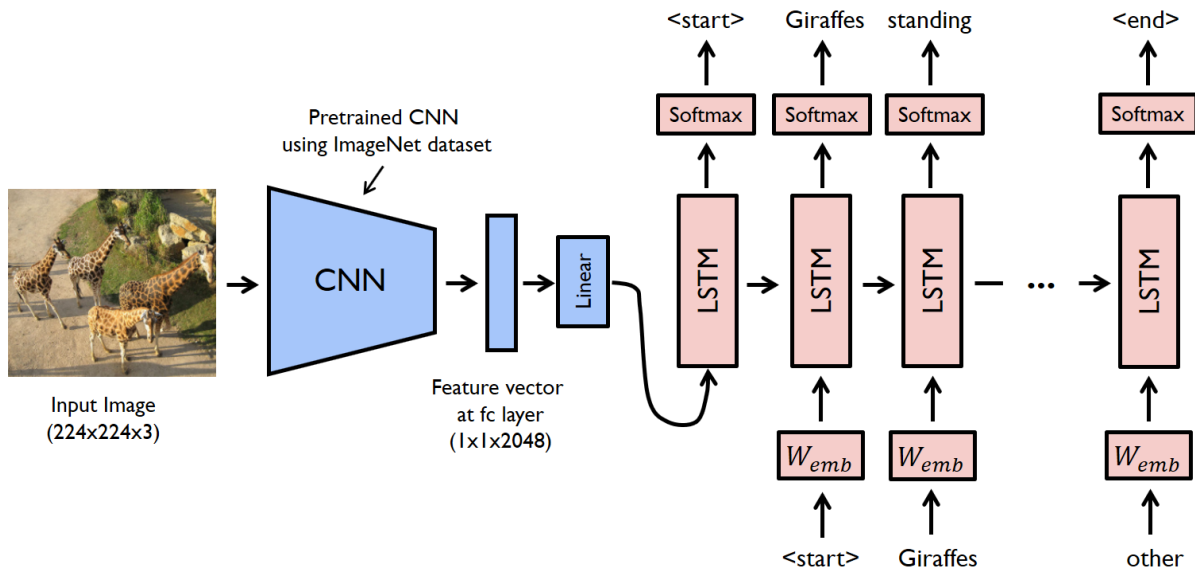 <start>
Giraffes
standing
<end>
Softmax
Softmax
Softmax
Softmax
Pretrained CNN
using ImageNet dataset
CNN
Linear
LSTM
LSTM
LSTM
...
LSTM
Input Image
(224x224x3)
Feature vector
at fc layer
(1x1x2048)
W_emb
W_emb
W_emb
<start>
Giraffes
other